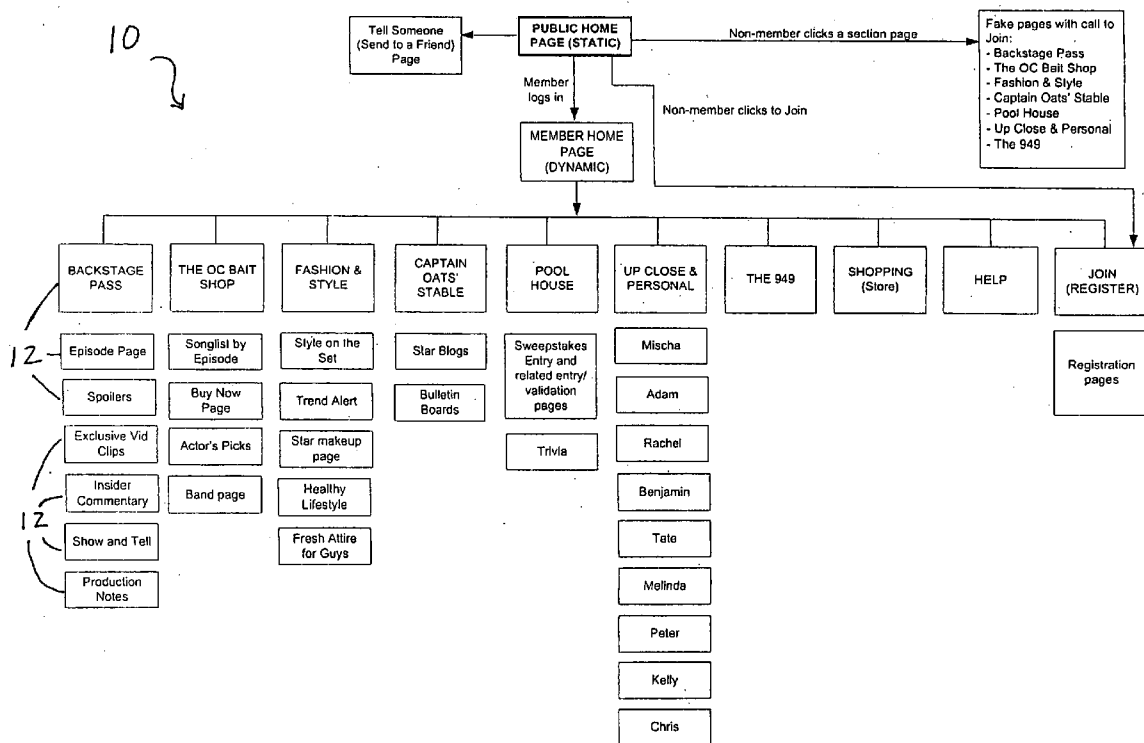 10
Tell Someone
(Send to a Friend)
Page
PUBLIC HOME
PAGE (STATIC)
Non-member clicks a section page
Fake pages with call to
Join:
- Backstage Pass
- The OC Bait Shop
- Fashion & Style
- Captain Oats' Stable
- Pool House
- Up Close & Personal
- The 949
Member
logs in
Non-member clicks to Join
MEMBER HOME
PAGE
(DYNAMIC)
BACKSTAGE
PASS
THE OC BAIT
SHOP
FASHION &
STYLE
CAPTAIN
OATS'
STABLE
POOL
HOUSE
UP CLOSE &
PERSONAL
THE 949
SHOPPING
(Store)
HELP
JOIN
(REGISTER)
12
Episode Page
Spoilers
Exclusive Vid
Clips
Insider
Commentary
12
Show and Tell
Production
Notes
Songlist by
Episode
Buy Now
Page
Actor's Picks
Band page
Style on the
Set
Trend Alert
Star makeup
page
Healthy
Lifestyle
Fresh Attire
for Guys
Star Blogs
Bulletin
Boards
Sweepstakes
Entry and
related entry/
validation
pages
Trivia
Mischa
Adam
Rachel
Benjamin
Tate
Melinda
Peter
Kelly
Chris
Registration
pages